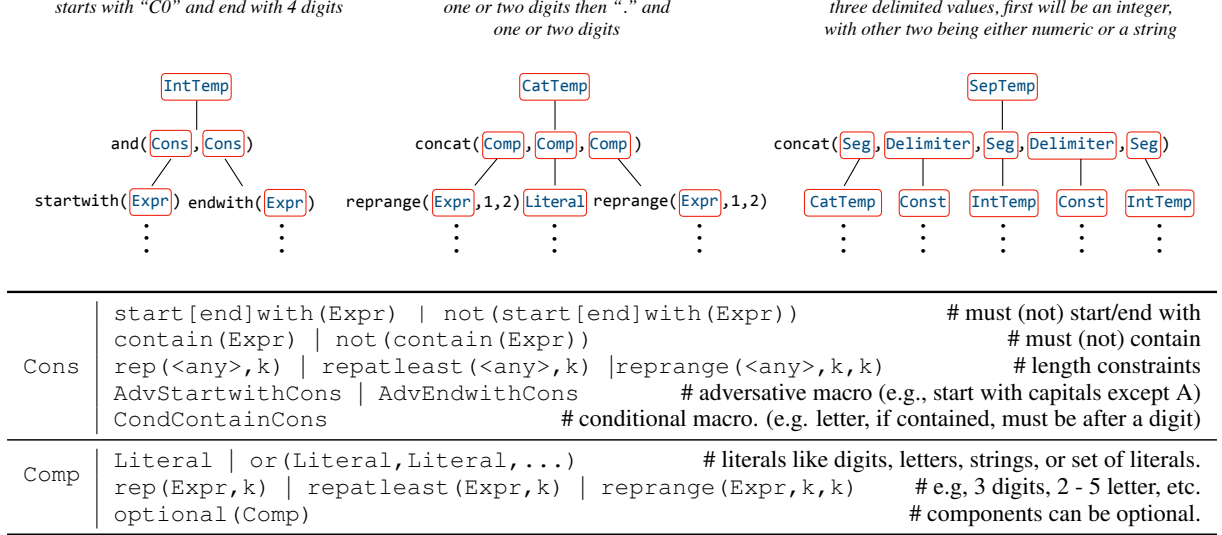 starts with “C0” and end with 4 digits
one or two digits then “.” and
one or two digits
three delimited values, first will be an integer,
with other two being either numeric or a string
IntTemp
and(Cons,Cons)
startwith(Expr) endwith(Expr)
CatTemp
concat(Comp,Comp,Comp)
reprange(Expr,1,2) Literal reprange(Expr,1,2)
SepTemp
concat(Seg,Delimiter,Seg,Delimiter,Seg)
CatTemp Const IntTemp Const IntTemp
Cons
start[end]with(Expr) | not(start[end]with(Expr)) # must (not) start/end with
contain(Expr) | not(contain(Expr)) # must (not) contain
rep(<any>,k) | repatleast(<any>,k) |reprange(<any>,k,k) # length constraints
AdvStartwithCons | AdvEndwithCons # adversative macro (e.g., start with capitals except A)
CondContainCons # conditional macro. (e.g. letter, if contained, must be after a digit)
Comp
Literal | or(Literal,Literal,...) # literals like digits, letters, strings, or set of literals.
rep(Expr,k) | repatleast(Expr,k) | reprange(Expr,k,k) # e.g, 3 digits, 2 - 5 letter, etc.
optional(Comp) # components can be optional.